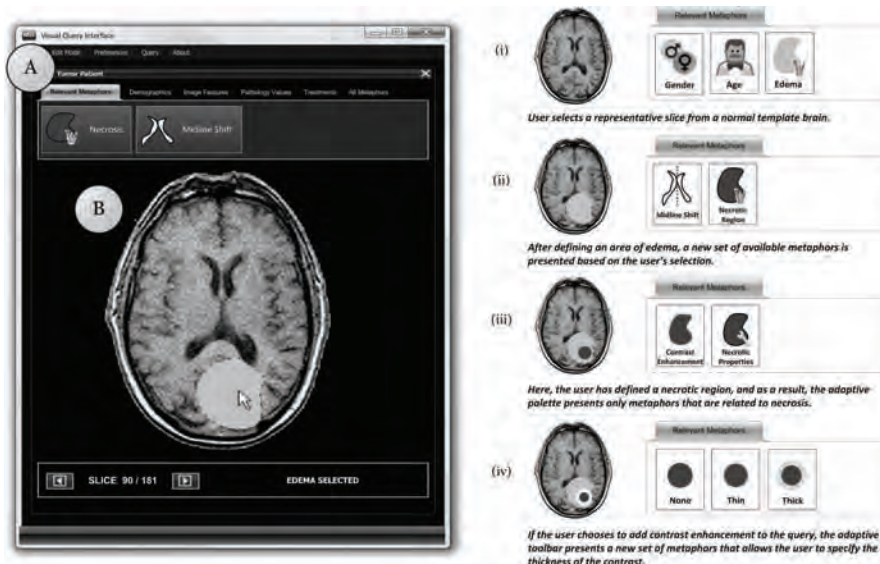 Visual Query Interface
Edit Mode Preferences Query About
A
Tumor Patient
Relevant Metaphors Demographics Image Features Pathology Values Treatments All Metaphors
Necrosis
Midline Shift
B
SLICE 90 / 181
EDEMA SELECTED
(i)
Relevant Metaphors
Gender
Age
Edema
User selects a representative slice from a normal template brain.
(ii)
Relevant Metaphors
Midline Shift
Necrotic
Region
After defining an area of edema, a new set of available metaphors is
presented based on the user's selection.
(iii)
Relevant Metaphors
Contrast
Enhancement
Necrotic
Properties
Here, the user has defined a necrotic region, and as a result, the adaptive
palette presents only metaphors that are related to necrosis.
(iv)
Relevant Metaphors
None
Thin
Thick
If the user chooses to add contrast enhancement to the query, the adaptive
toolbar presents a new set of metaphors that allows the user to specify the
thickness of the contrast.